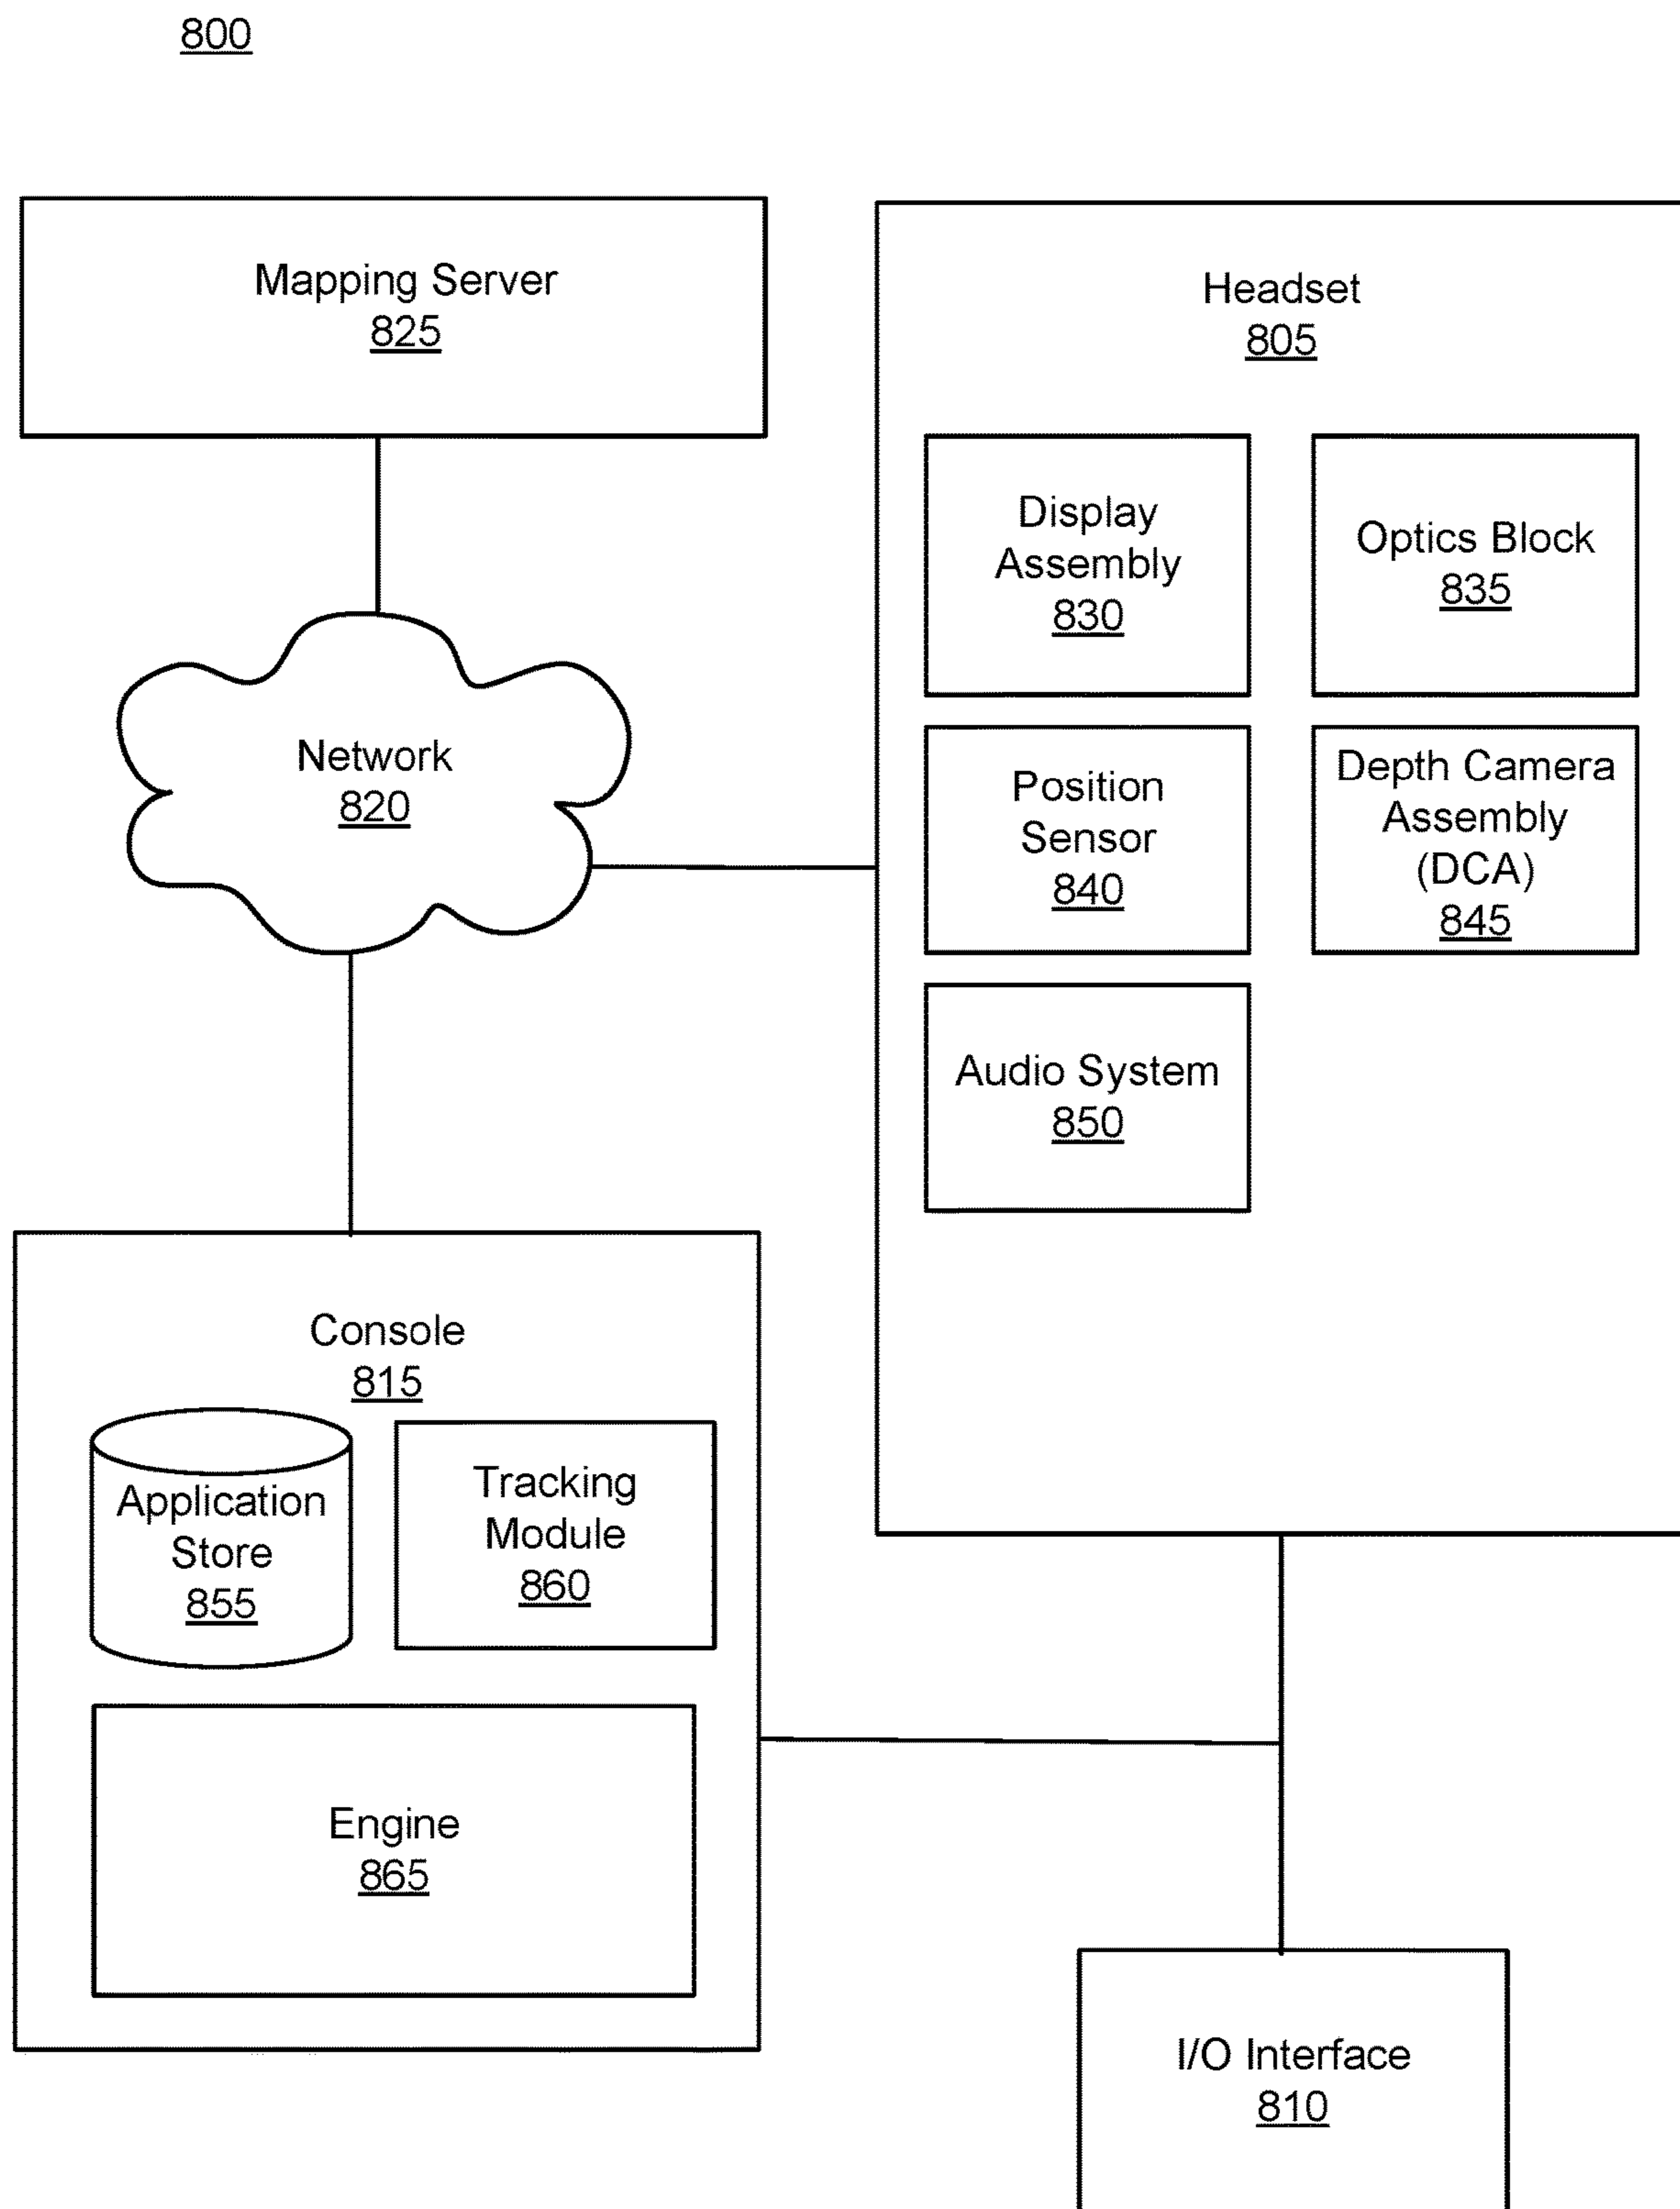 800
Mapping Server
825
Headset
805
Display
Assembly
830
Optics Block
835
Network
820
Position
Sensor
840
Depth Camera
Assembly
(DCA)
845
Audio System
850
Console
815
Application
Store
855
Tracking
Module
860
Engine
865
I/O Interface
810